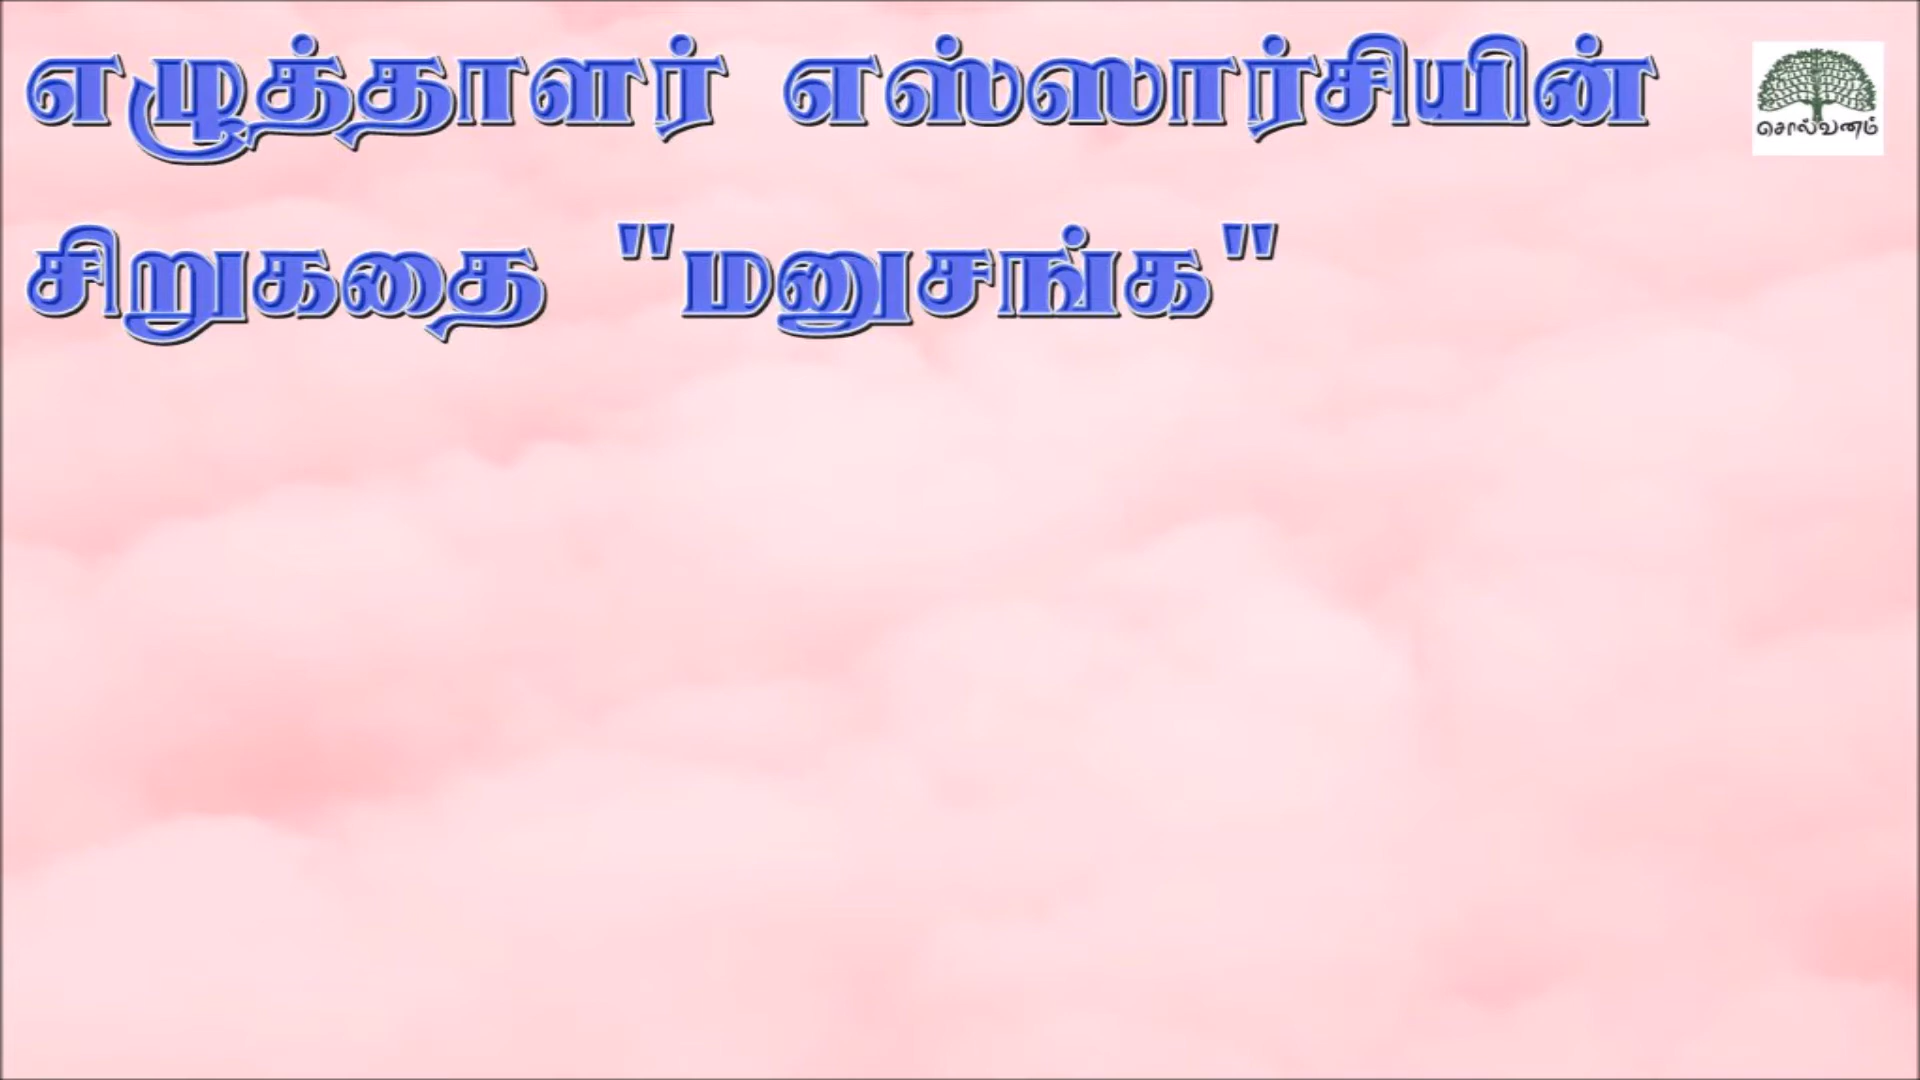 எழுத்தாளர் எஸ்ஸார்சியின்
சிறுகதை "மனுசங்க"
சொல்வனம்